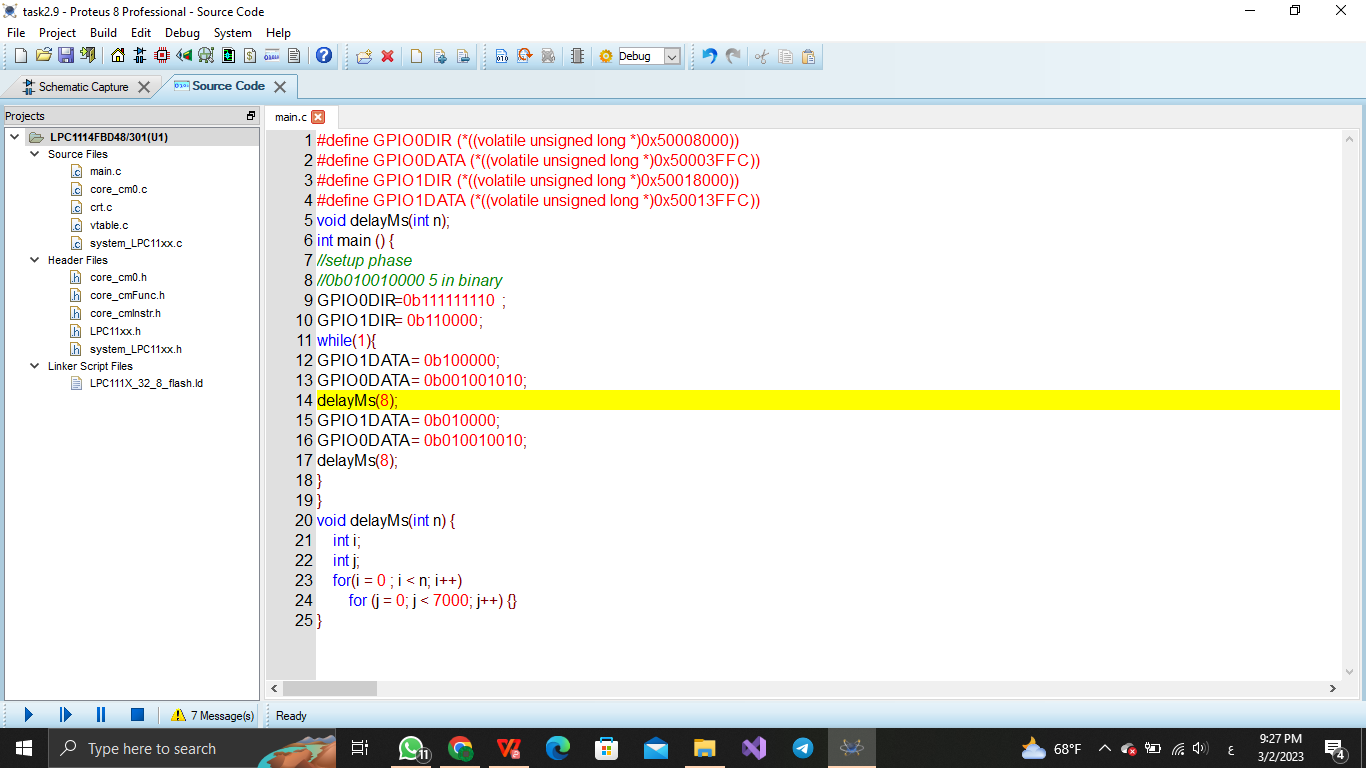 task2.9 - Proteus 8 Professional - Source Code
File Project Build Edit Debug System Help
Debug
Schematic Capture
Source Code
Projects
LPC1114FBD48/301(U1)
Source Files
main.c
core_cm0.c
crt.c
vtable.c
system_LPC11xx.c
Header Files
core_cm0.h
core_cmFunc.h
core_cmInstr.h
LPC11xx.h
system_LPC11xx.h
Linker Script Files
LPC111X_32_8_flash.ld
main.c
1 #define GPIO0DIR (*((volatile unsigned long *)0x50008000))
2 #define GPIO0DATA (*((volatile unsigned long *)0x50003FFC))
3 #define GPIO1DIR (*((volatile unsigned long *)0x50018000))
4 #define GPIO1DATA (*((volatile unsigned long *)0x50013FFC))
5 void delayMs(int n);
6 int main () {
7 //setup phase
8 //0b010010000 5 in binary
9 GPIO0DIR=0b111111110 ;
10 GPIO1DIR= 0b110000;
11 while(1){
12 GPIO1DATA= 0b100000;
13 GPIO0DATA= 0b001001010;
14 delayMs(8);
15 GPIO1DATA= 0b010000;
16 GPIO0DATA= 0b010010010;
17 delayMs(8);
18 }
19 }
20 void delayMs(int n) {
21 int i;
22 int j;
23 for(i = 0 ; i < n; i++)
24 for (j = 0; j < 7000; j++) {}
25 }
7 Message(s)
Ready
Type here to search
11
68°F
ع
9:27 PM
3/2/2023
4